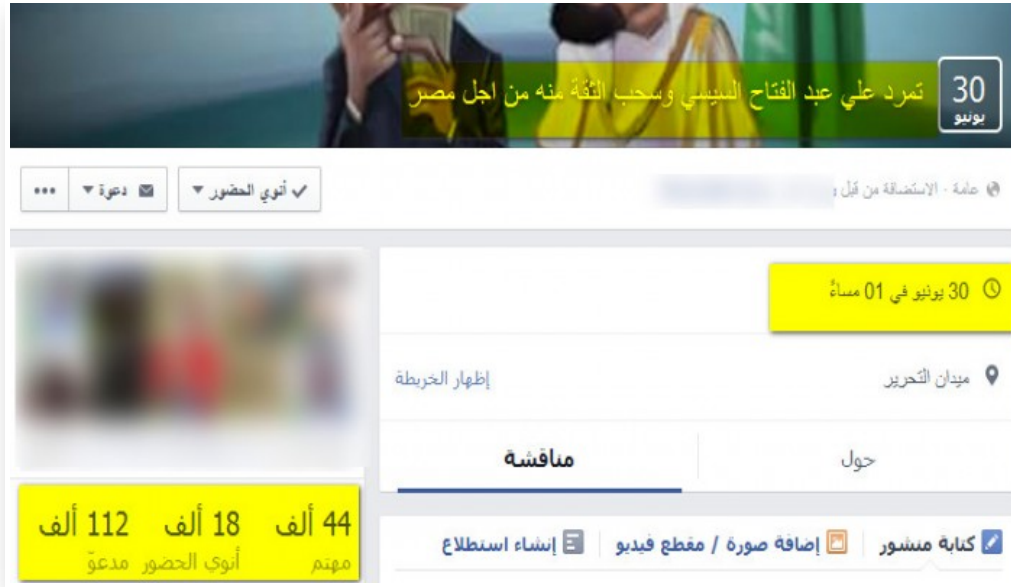 30
يونيو
تمرد علي عبد الفتاح السيسي وسحب الثقة منه من اجل مصر
عامة · الاستضافة من قبل
✓ أنوي الحضور ▼
دعوة ▼
•••
30 يونيو في 01 مساءً
ميدان التحرير
إظهار الخريطة
حول
مناقشة
44 ألف 18 ألف 112 ألف
مهتم أنوي الحضور مدعوّ
كتابة منشور إضافة صورة / مقطع فيديو إنشاء استطلاع